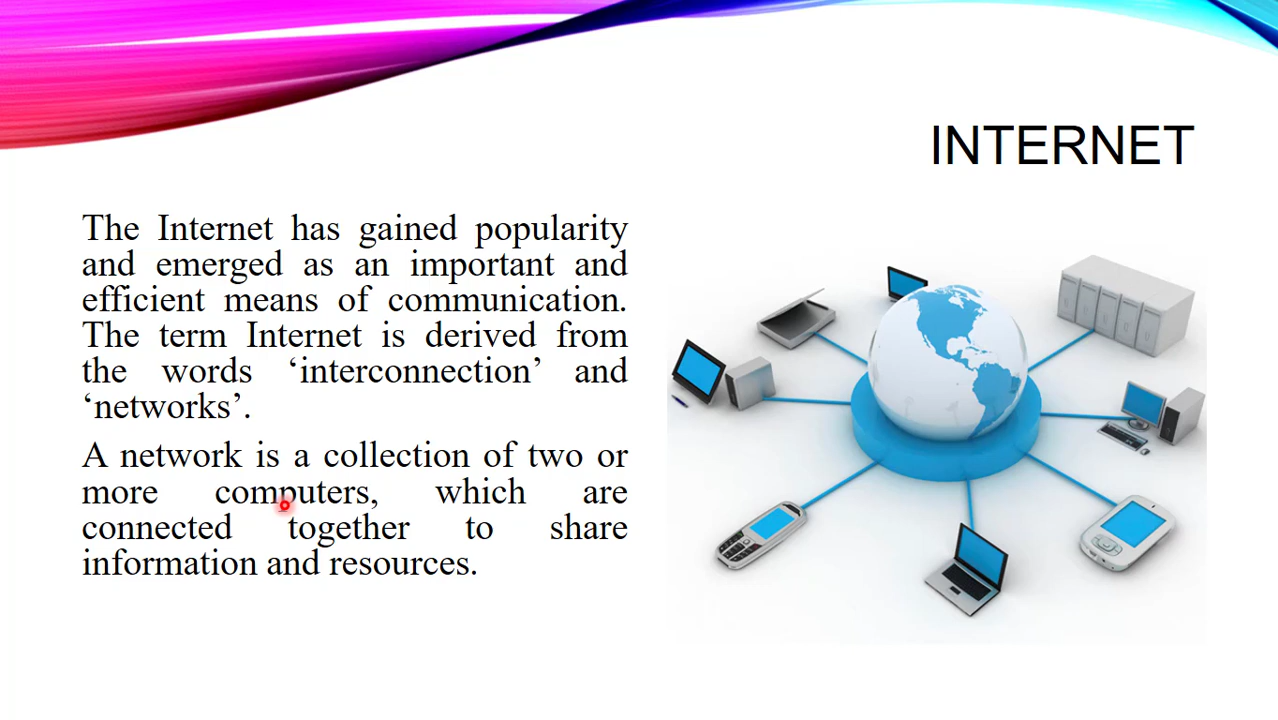 INTERNET
The Internet has gained popularity
and emerged as an important and
efficient means of communication.
The term Internet is derived from
the words ‘interconnection’ and
‘networks’.
A network is a collection of two or
more computers, which are
connected together to share
information and resources.